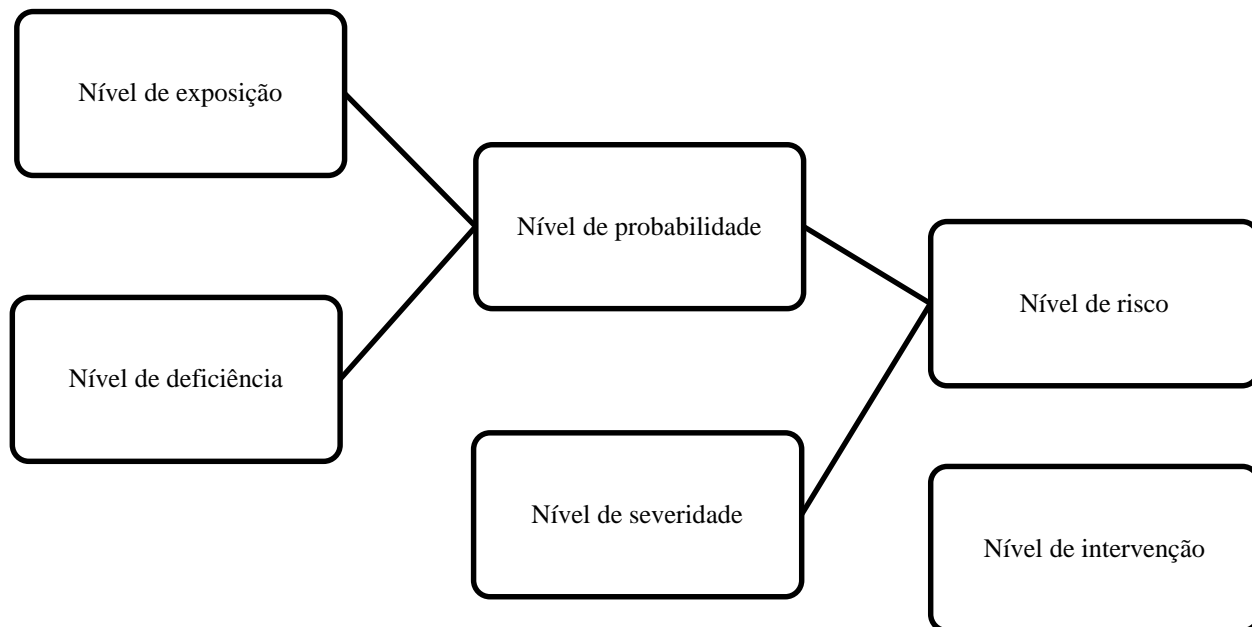 Nível de exposição
Nível de deficiência
Nível de probabilidade
Nível de severidade
Nível de risco
Nível de intervenção